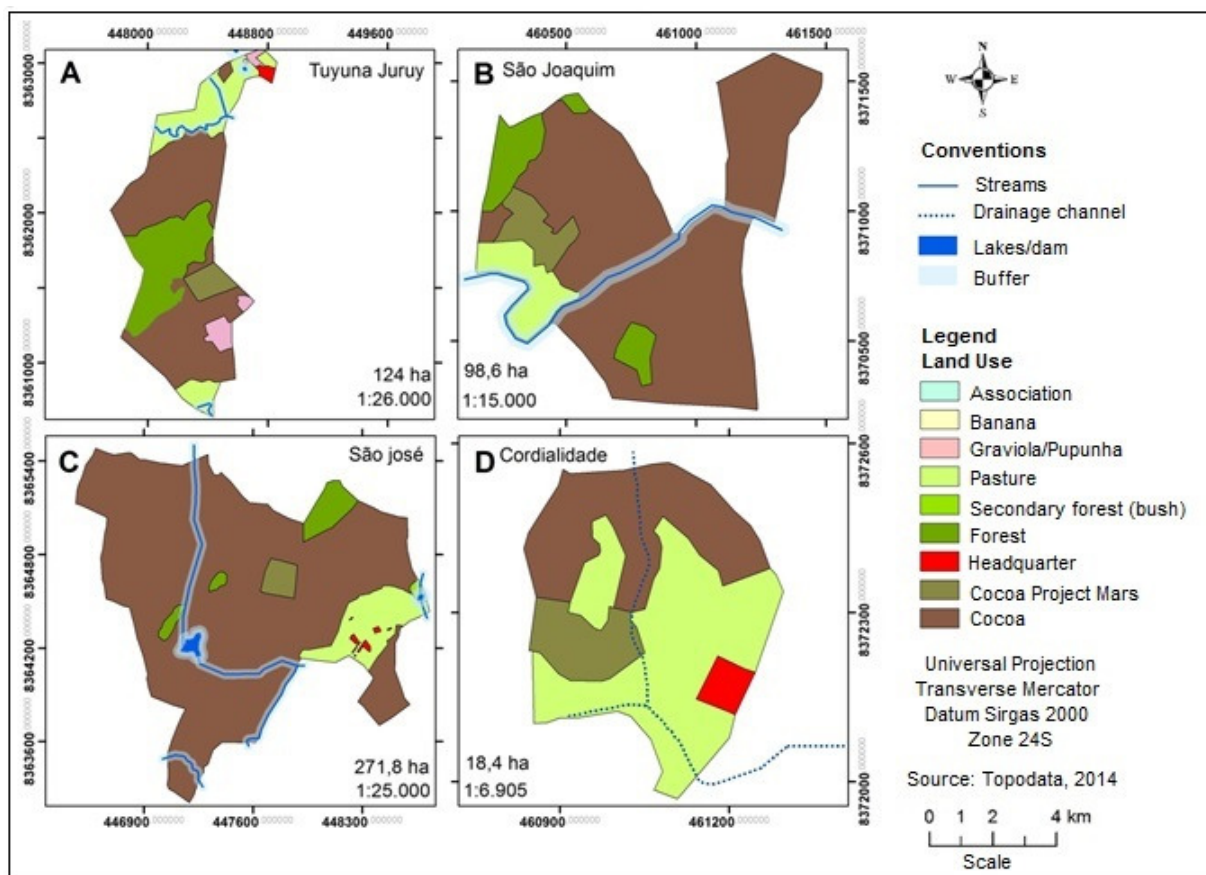 448000 448800 449600
460500 461000 461500
A
Tuyuna Juruy
8363000
8362000
8361000
124 ha
1:26.000
B
São Joaquim
8371500
8371000
8370500
98,6 ha
1:15.000
C
São josé
8365400
8364800
8364200
8363600
271,8 ha
1:25.000
446900 447600 448300
D
Cordialidade
8372600
8372300
8372000
18,4 ha
1:6.905
460900 461200
N
W E
S
Conventions
Streams
Drainage channel
Lakes/dam
Buffer
Legend
Land Use
Association
Banana
Graviola/Pupunha
Pasture
Secondary forest (bush)
Forest
Headquarter
Cocoa Project Mars
Cocoa
Universal Projection
Transverse Mercator
Datum Sirgas 2000
Zone 24S
Source: Topodata, 2014
0 1 2 4 km
Scale